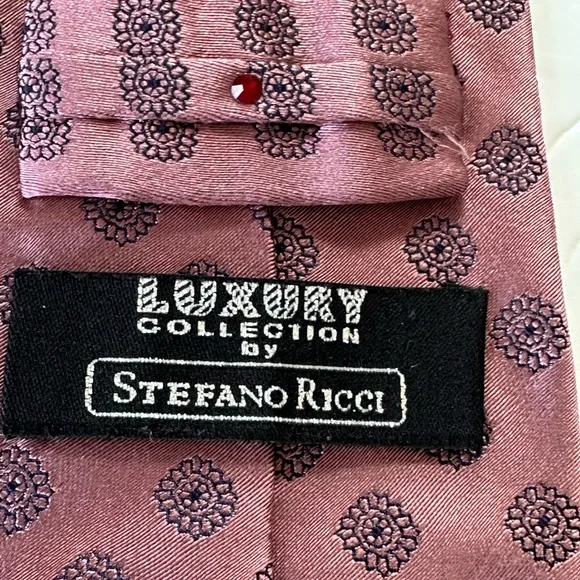 LUXURY
COLLECTION
by
STEFANO RICCI